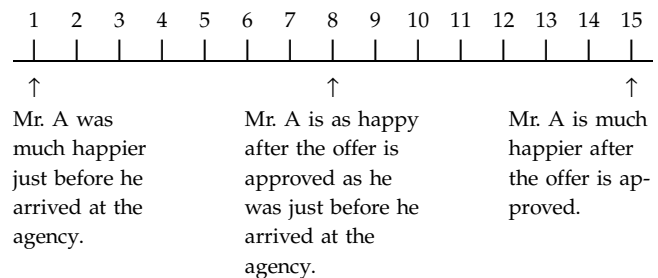 1 2 3 4 5 6 7 8 9 10 11 12 13 14 15
↑ ↑ ↑
Mr. A was
much happier
just before he
arrived at the
agency.
Mr. A is as happy
after the offer is
approved as he
was just before he
arrived at the
agency.
Mr. A is much
happier after
the offer is ap-
proved.